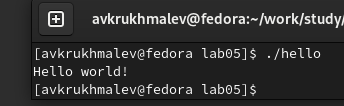 avkrukhmalev@fedora:~/work/study/
[avkrukhmalev@fedora lab05]$ ./hello
Hello world!
[avkrukhmalev@fedora lab05]$